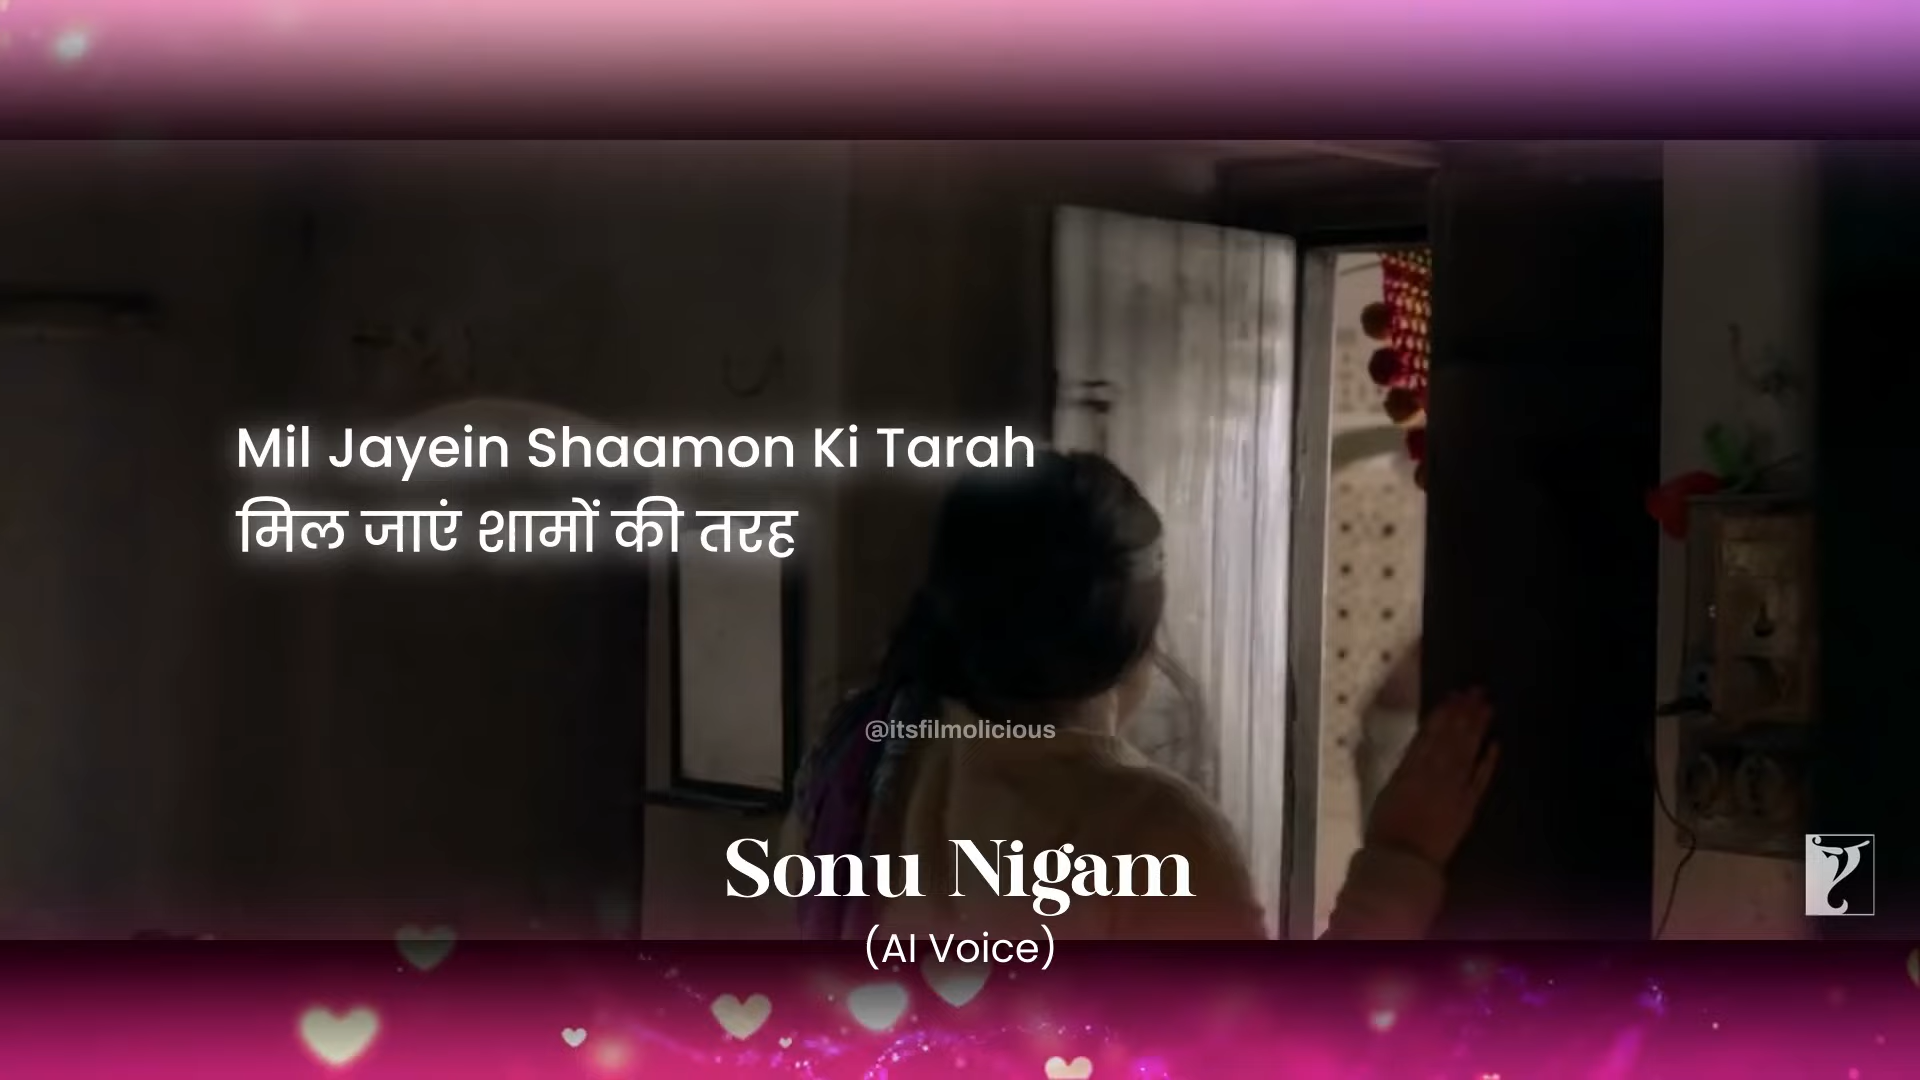 Mil Jayein Shaamon Ki Tarah
मिल जाएं शामों की तरह
@itsfilmolicious
Sonu Nigam
(AI Voice)